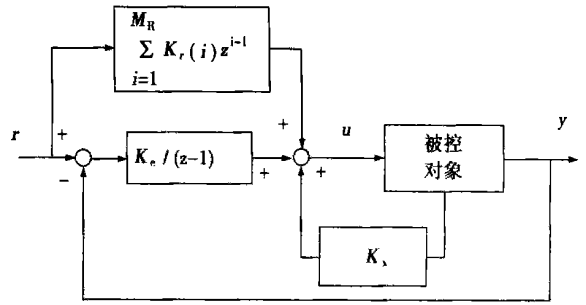 M_R
Σ K_r(i) z^{i-1}
i=1
r
+
−
K_e / (z−1)
+
+
+
u
被控
对象
y
K_x